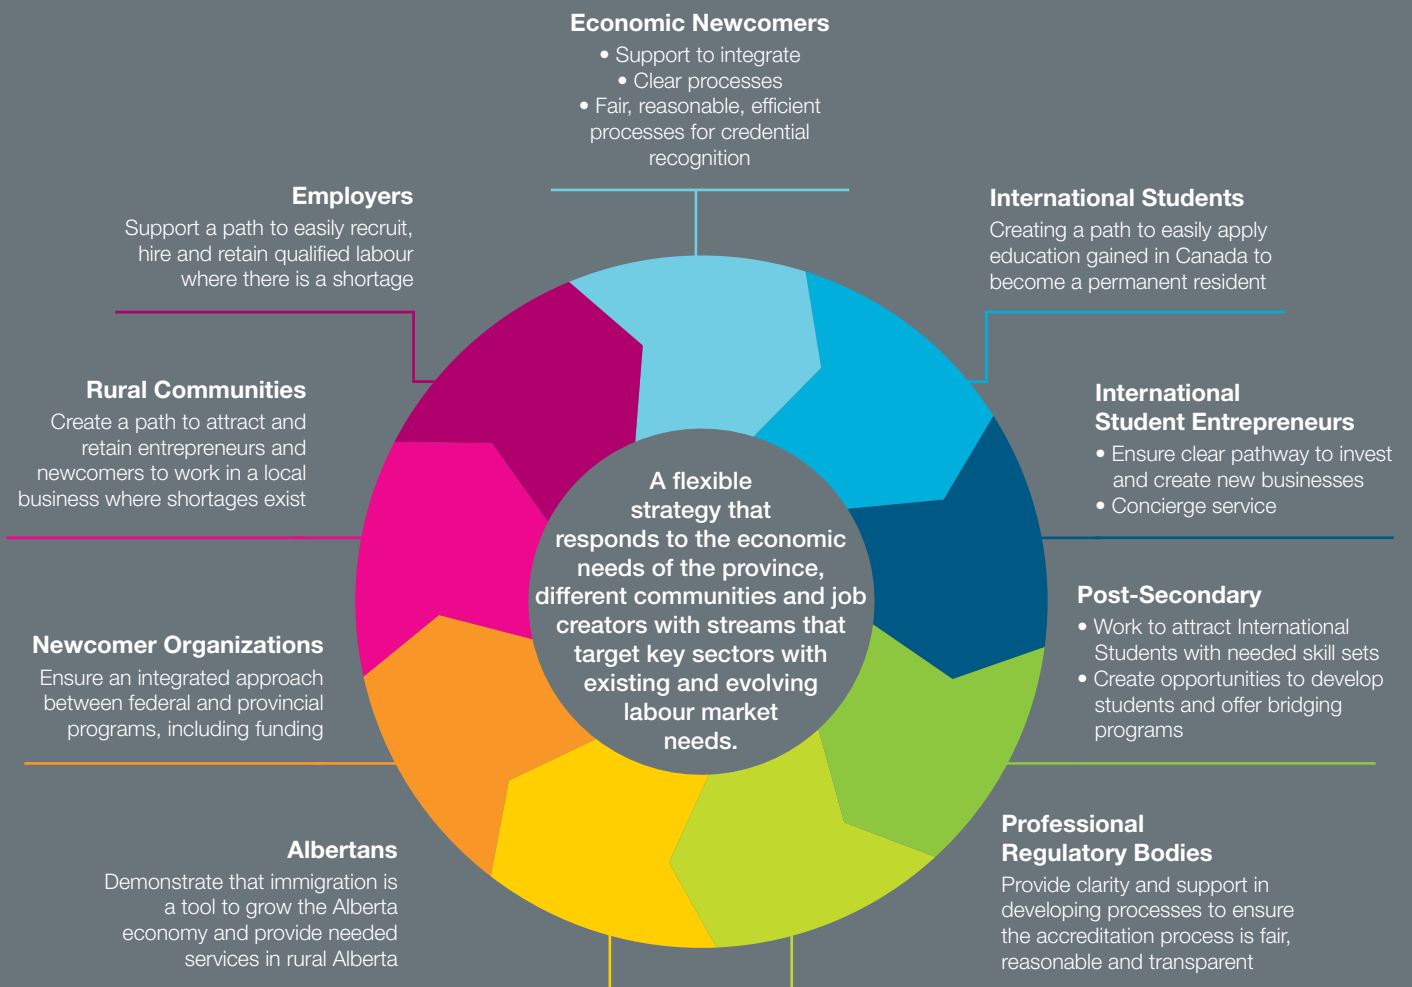 Economic Newcomers
• Support to integrate
• Clear processes
• Fair, reasonable, efficient
processes for credential
recognition
Employers
Support a path to easily recruit,
hire and retain qualified labour
where there is a shortage
International Students
Creating a path to easily apply
education gained in Canada to
become a permanent resident
Rural Communities
Create a path to attract and
retain entrepreneurs and
newcomers to work in a local
business where shortages exist
International
Student Entrepreneurs
• Ensure clear pathway to invest
and create new businesses
• Concierge service
A flexible
strategy that
responds to the economic
needs of the province,
different communities and job
creators with streams that
target key sectors with
existing and evolving
labour market
needs.
Newcomer Organizations
Ensure an integrated approach
between federal and provincial
programs, including funding
Post-Secondary
• Work to attract International
Students with needed skill sets
• Create opportunities to develop
students and offer bridging
programs
Albertans
Demonstrate that immigration is
a tool to grow the Alberta
economy and provide needed
services in rural Alberta
Professional
Regulatory Bodies
Provide clarity and support in
developing processes to ensure
the accreditation process is fair,
reasonable and transparent